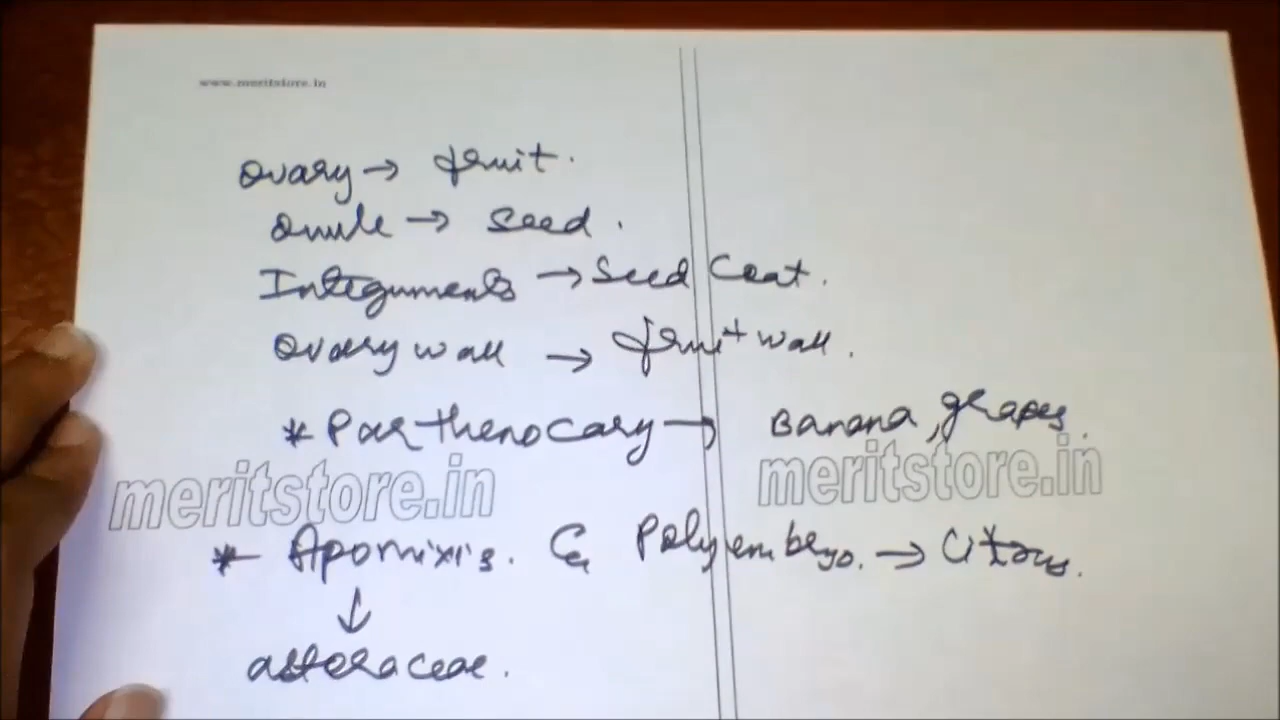 www.meritstore.in
Ovary → fruit.
Ovule → seed.
Integuments → Seed Coat.
Ovary wall → fruit wall.
* Parthenocary → Banana, grapes.
meritstore.in meritstore.in
* Apomixis. & Polyembryo. → Citrus.
↓
asteraceae.